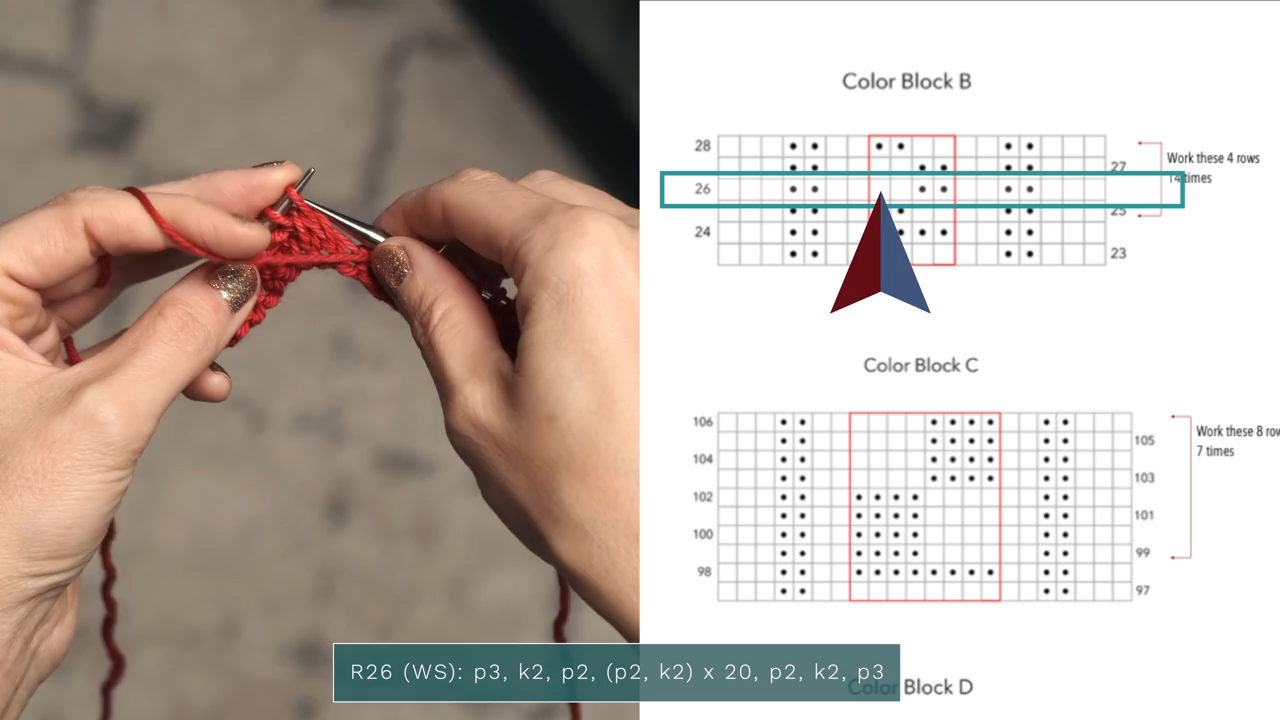 Color Block B
28
27
Work these 4 rows
14 times
26
25
24
23
Color Block C
106
105
Work these 8 row
7 times
104
103
102
101
100
99
98
97
R26 (WS): p3, k2, p2, (p2, k2) x 20, p2, k2, p3
Color Block D